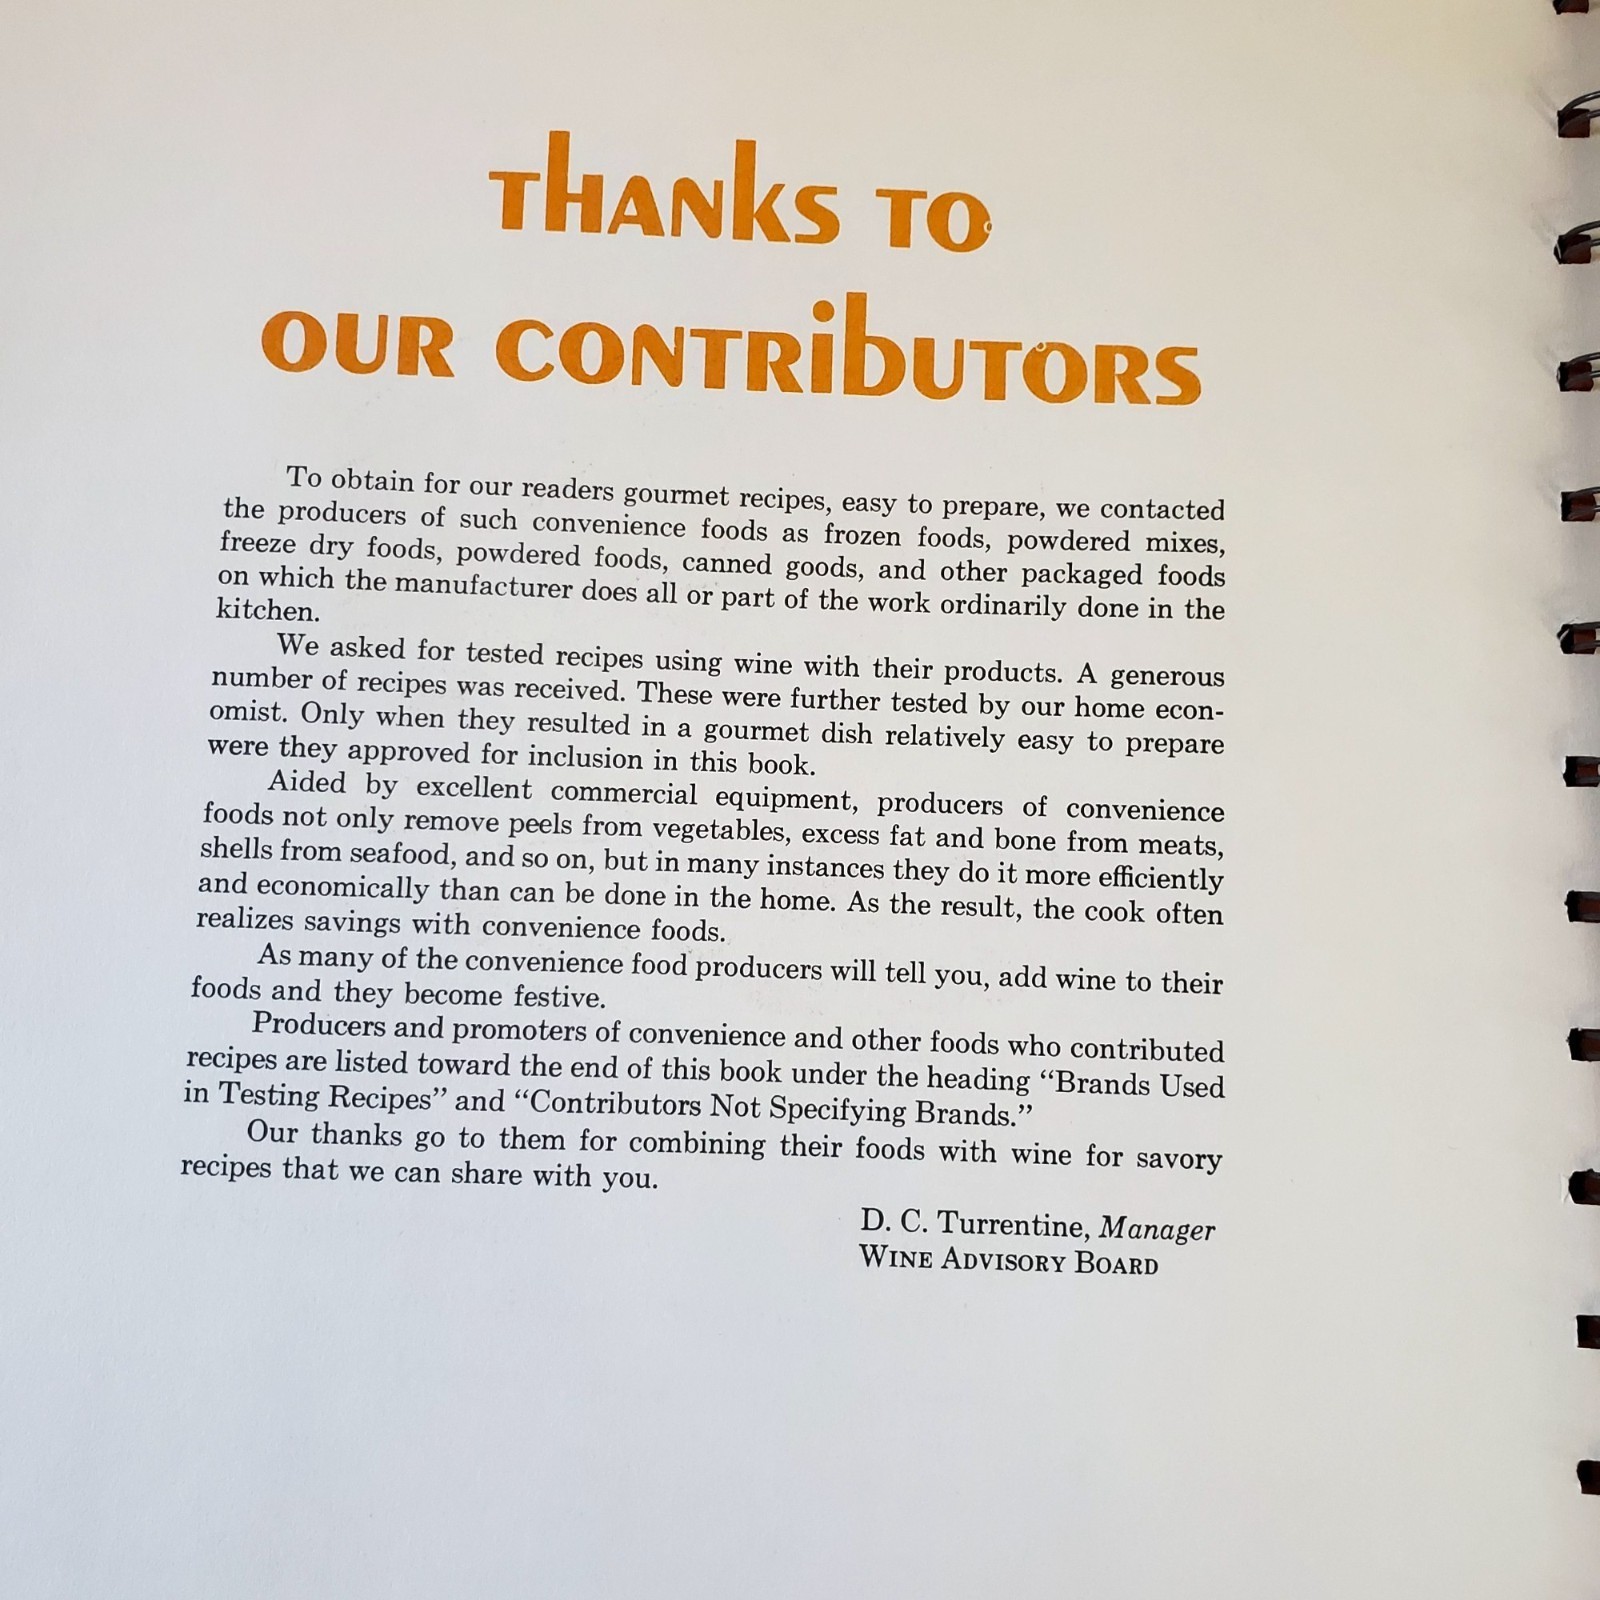 THANKS TO
OUR CONTRIBUTORS
To obtain for our readers gourmet recipes, easy to prepare, we contacted
the producers of such convenience foods as frozen foods, powdered mixes,
freeze dry foods, powdered foods, canned goods, and other packaged foods
on which the manufacturer does all or part of the work ordinarily done in the
kitchen.
We asked for tested recipes using wine with their products. A generous
number of recipes was received. These were further tested by our home econ-
omist. Only when they resulted in a gourmet dish relatively easy to prepare
were they approved for inclusion in this book.
Aided by excellent commercial equipment, producers of convenience
foods not only remove peels from vegetables, excess fat and bone from meats,
shells from seafood, and so on, but in many instances they do it more efficiently
and economically than can be done in the home. As the result, the cook often
realizes savings with convenience foods.
As many of the convenience food producers will tell you, add wine to their
foods and they become festive.
Producers and promoters of convenience and other foods who contributed
recipes are listed toward the end of this book under the heading “Brands Used
in Testing Recipes” and “Contributors Not Specifying Brands.”
Our thanks go to them for combining their foods with wine for savory
recipes that we can share with you.
D. C. Turrentine, Manager
WINE ADVISORY BOARD